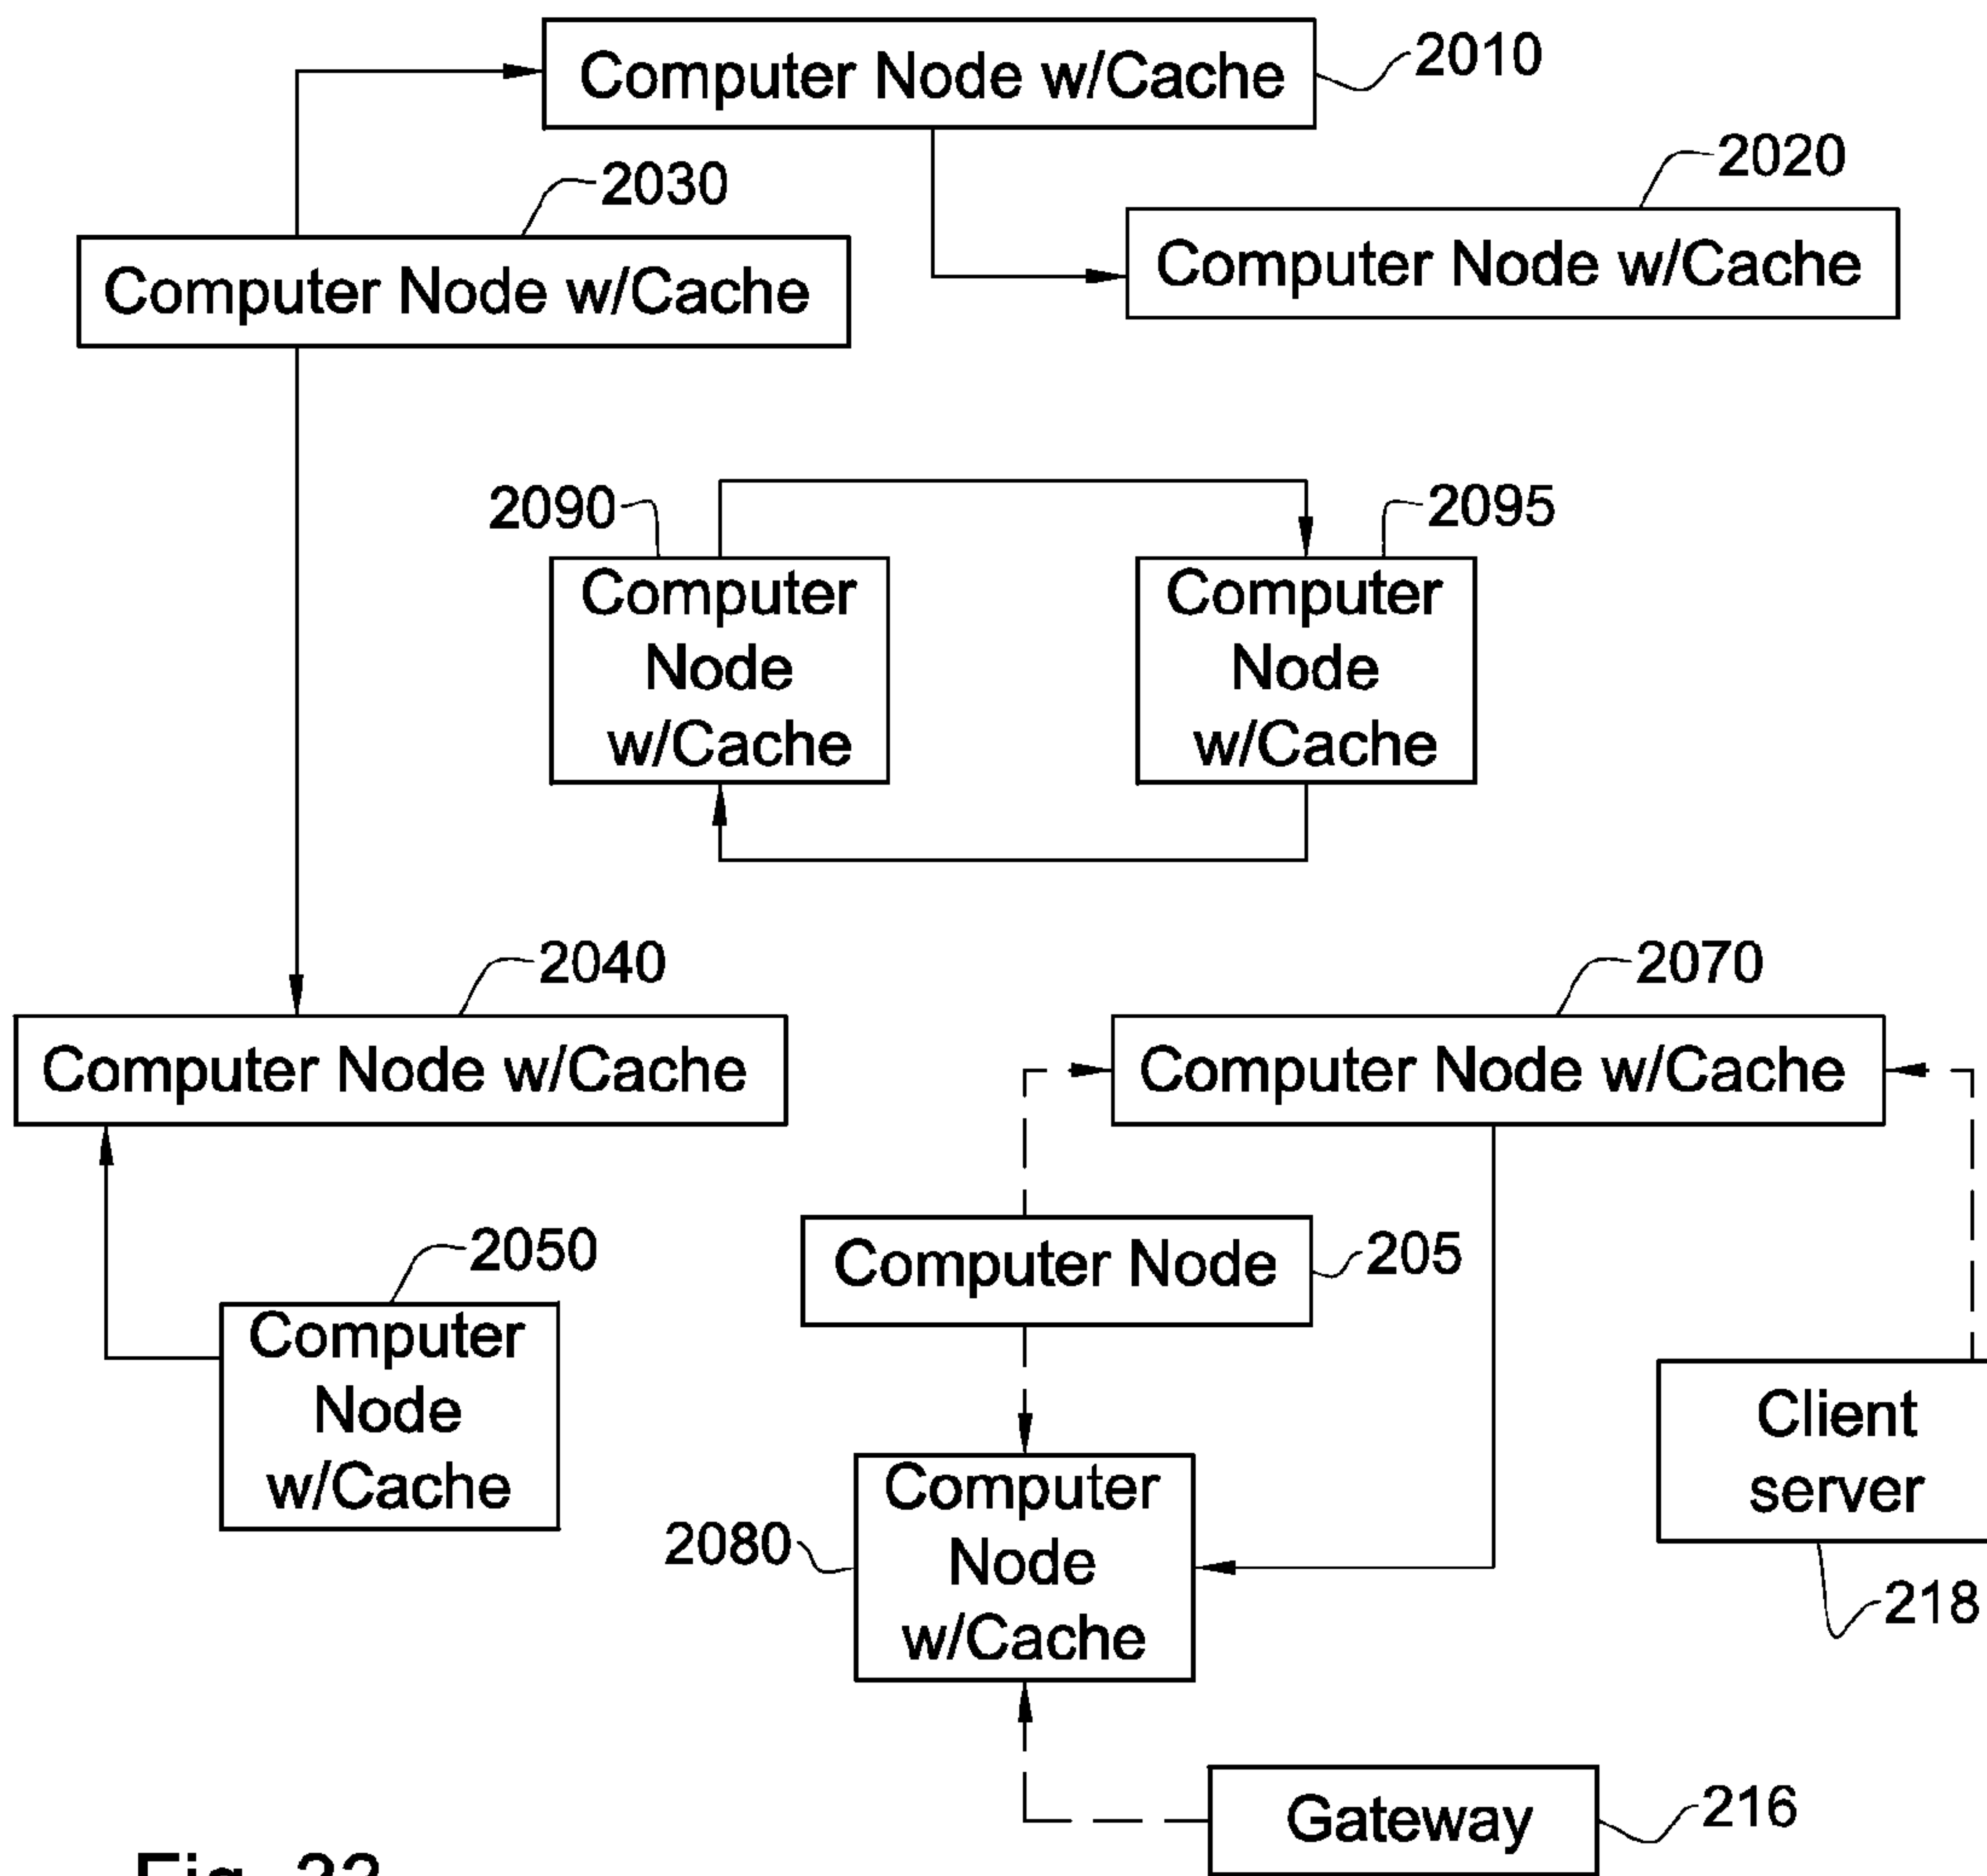 Computer Node w/Cache
2010
2020
2030
Computer Node w/Cache
Computer Node w/Cache
2090
2095
Computer
Node
w/Cache
Computer
Node
w/Cache
2040
2070
Computer Node w/Cache
Computer Node w/Cache
2050
Computer Node
205
Computer
Node
w/Cache
Client
server
2080
Computer
Node
w/Cache
218
Gateway
216